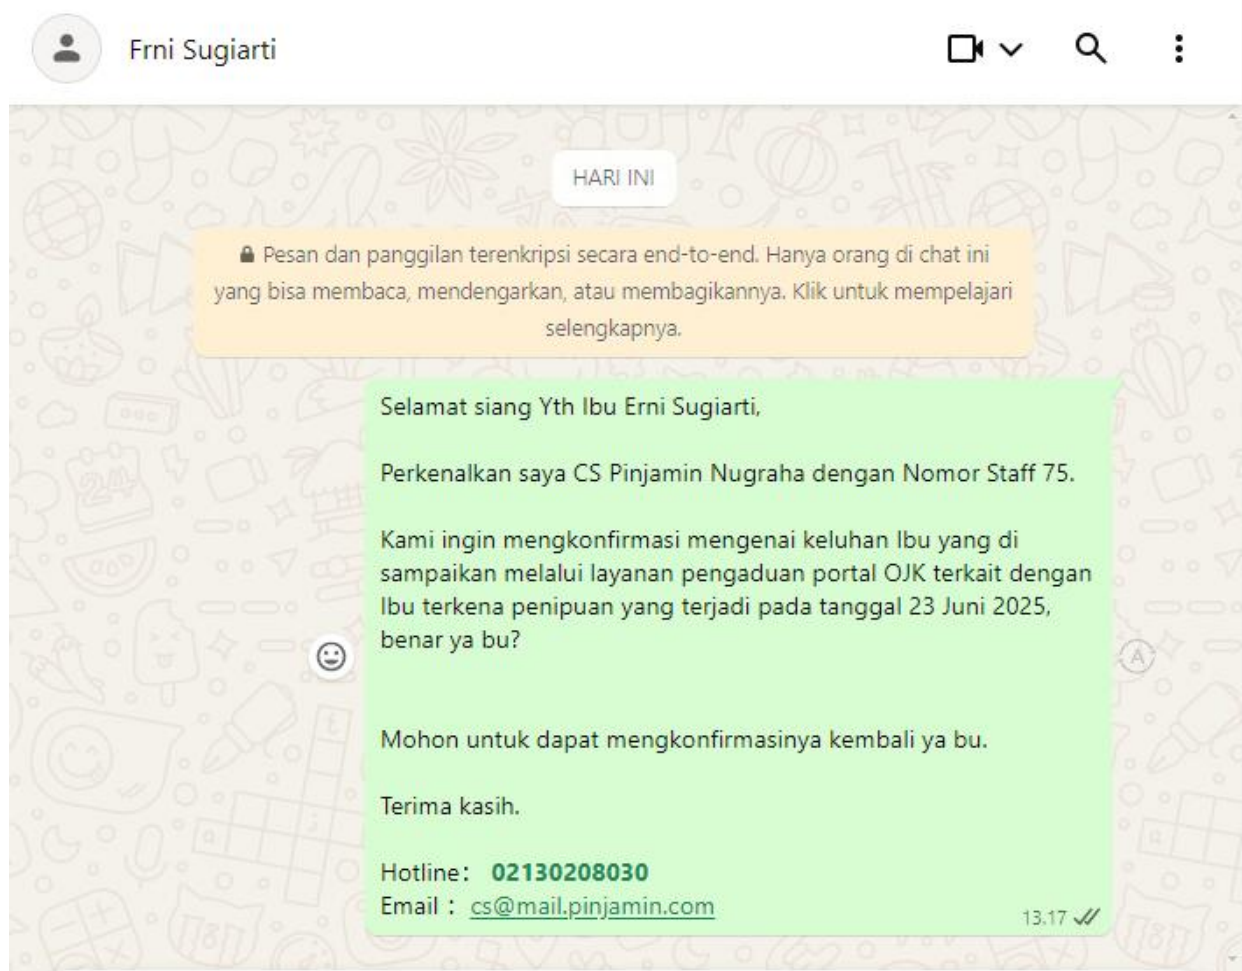 Frni Sugiarti
HARI INI
Pesan dan panggilan terenkripsi secara end-to-end. Hanya orang di chat ini
yang bisa membaca, mendengarkan, atau membagikannya. Klik untuk mempelajari
selengkapnya.
Selamat siang Yth Ibu Erni Sugiarti,
Perkenalkan saya CS Pinjamin Nugraha dengan Nomor Staff 75.
Kami ingin mengkonfirmasi mengenai keluhan Ibu yang di
sampaikan melalui layanan pengaduan portal OJK terkait dengan
Ibu terkena penipuan yang terjadi pada tanggal 23 Juni 2025,
benar ya bu?
Mohon untuk dapat mengkonfirmasinya kembali ya bu.
Terima kasih.
Hotline: 02130208030
Email : cs@mail.pinjamin.com
13.17